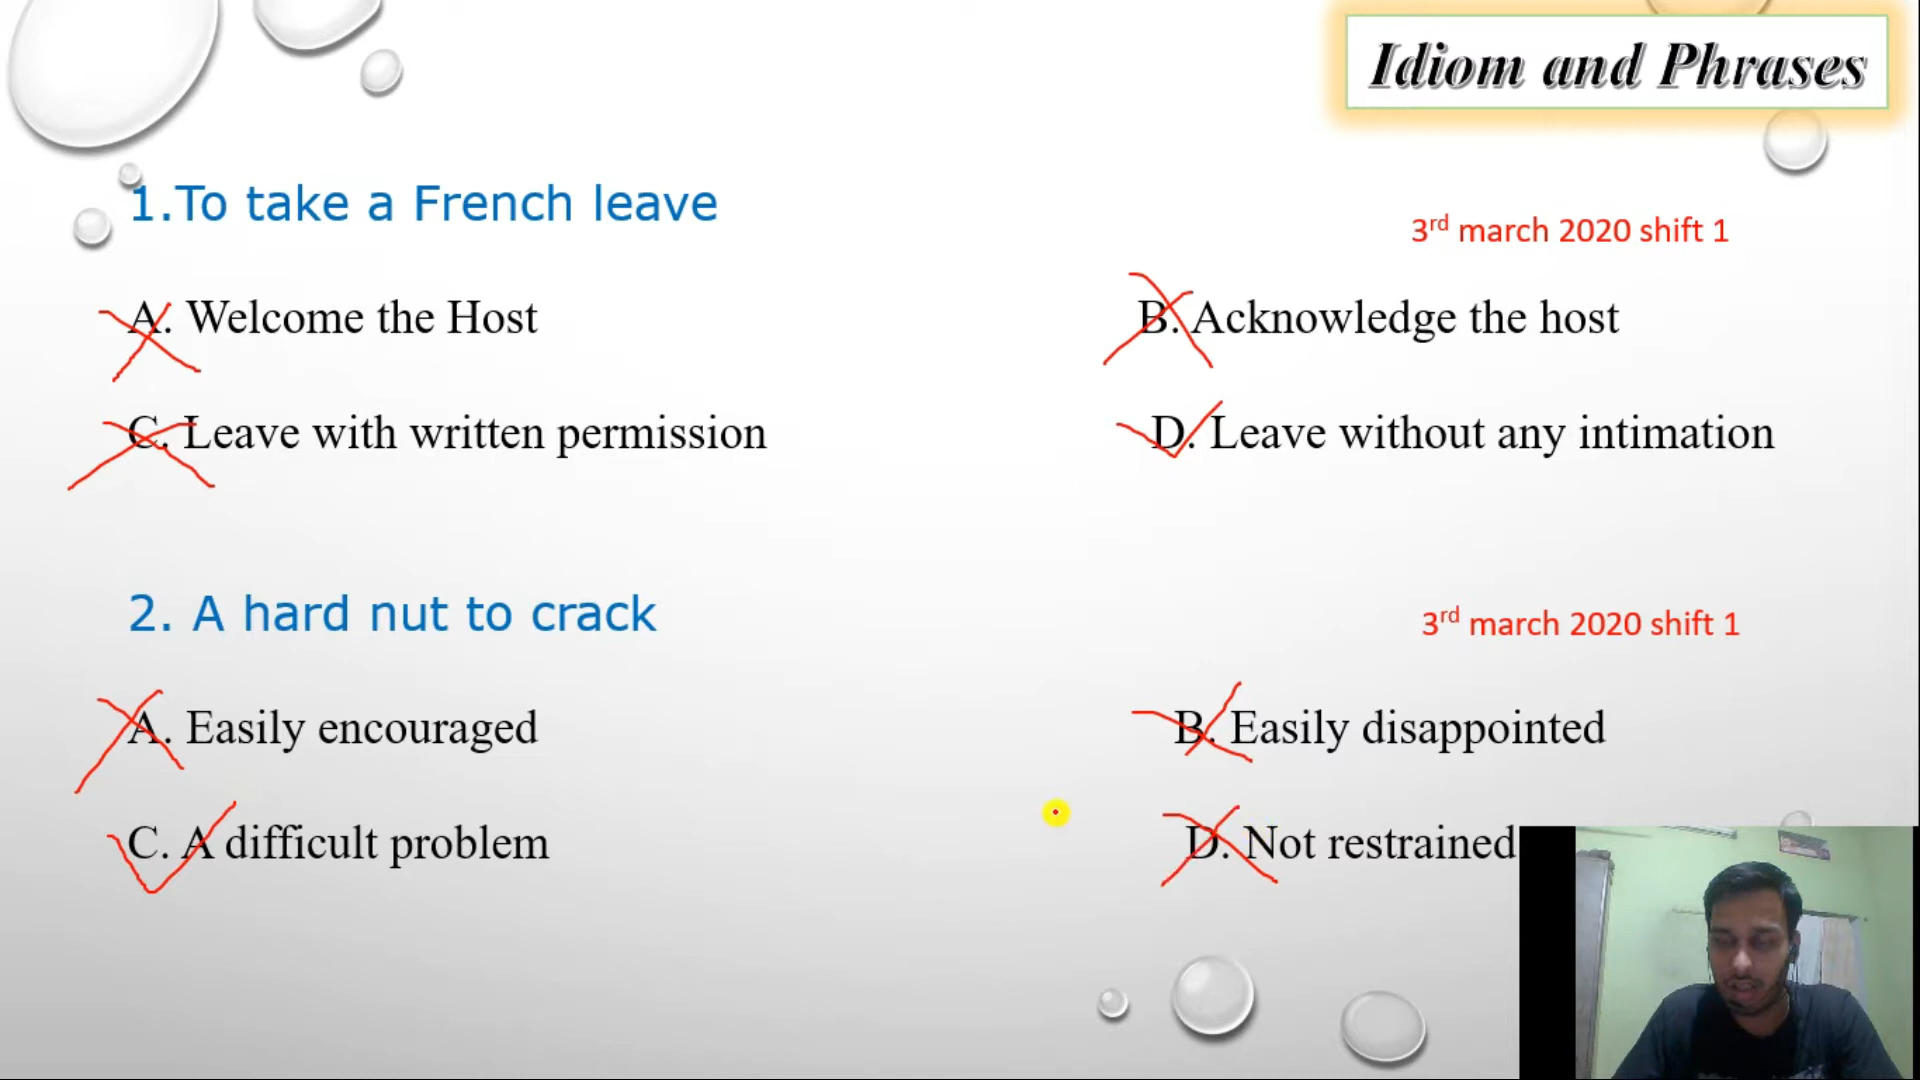 Idiom and Phrases
1.To take a French leave
3rd march 2020 shift 1
A. Welcome the Host
B. Acknowledge the host
C. Leave with written permission
D. Leave without any intimation
2. A hard nut to crack
3rd march 2020 shift 1
A. Easily encouraged
B. Easily disappointed
C. A difficult problem
D. Not restrained